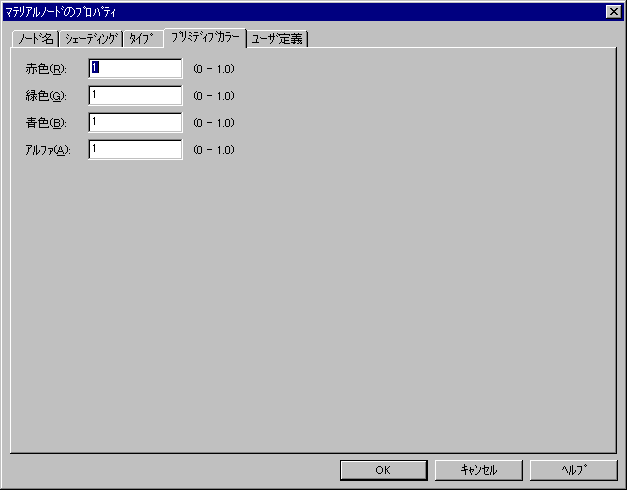 ﾏﾃﾘｱﾙﾉｰﾄﾞのﾌﾟﾛﾊﾟﾃｨ
ﾉｰﾄﾞ名 ｼｪｰﾃﾞｨﾝｸﾞ ﾀｲﾌﾟ ﾌﾟﾘﾐﾃｨﾌﾞｶﾗｰ ﾕｰｻﾞ定義
赤色(R): 1 (0 - 1.0)
緑色(G): 1 (0 - 1.0)
青色(B): 1 (0 - 1.0)
ｱﾙﾌｧ(A): 1 (0 - 1.0)
OK ｷｬﾝｾﾙ ﾍﾙﾌﾟ